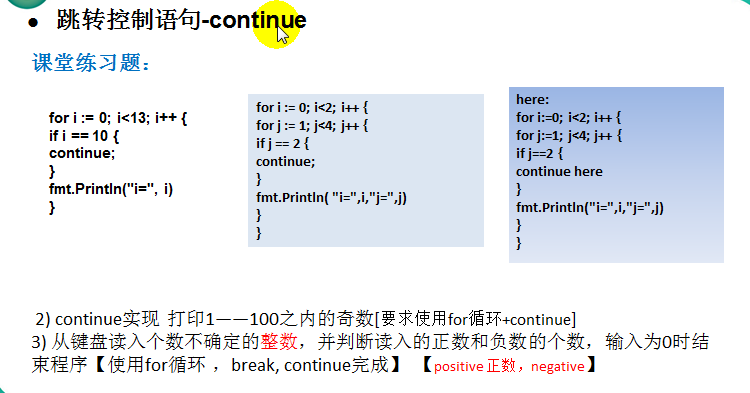 跳转控制语句-continue
课堂练习题：
for i := 0; i<13; i++ {
if i == 10 {
continue;
}
fmt.Println("i=", i)
}
for i := 0; i<2; i++ {
for j := 1; j<4; j++ {
if j == 2 {
continue;
}
fmt.Println( "i=",i,"j=",j)
}
}
here:
for i:=0; i<2; i++ {
for j:=1; j<4; j++ {
if j==2 {
continue here
}
fmt.Println("i=",i,"j=",j)
}
}
2) continue实现 打印1——100之内的奇数[要求使用for循环+continue]
3) 从键盘读入个数不确定的整数，并判断读入的正数和负数的个数，输入为0时结
束程序【使用for循环 ，break, continue完成】 【positive 正数，negative】